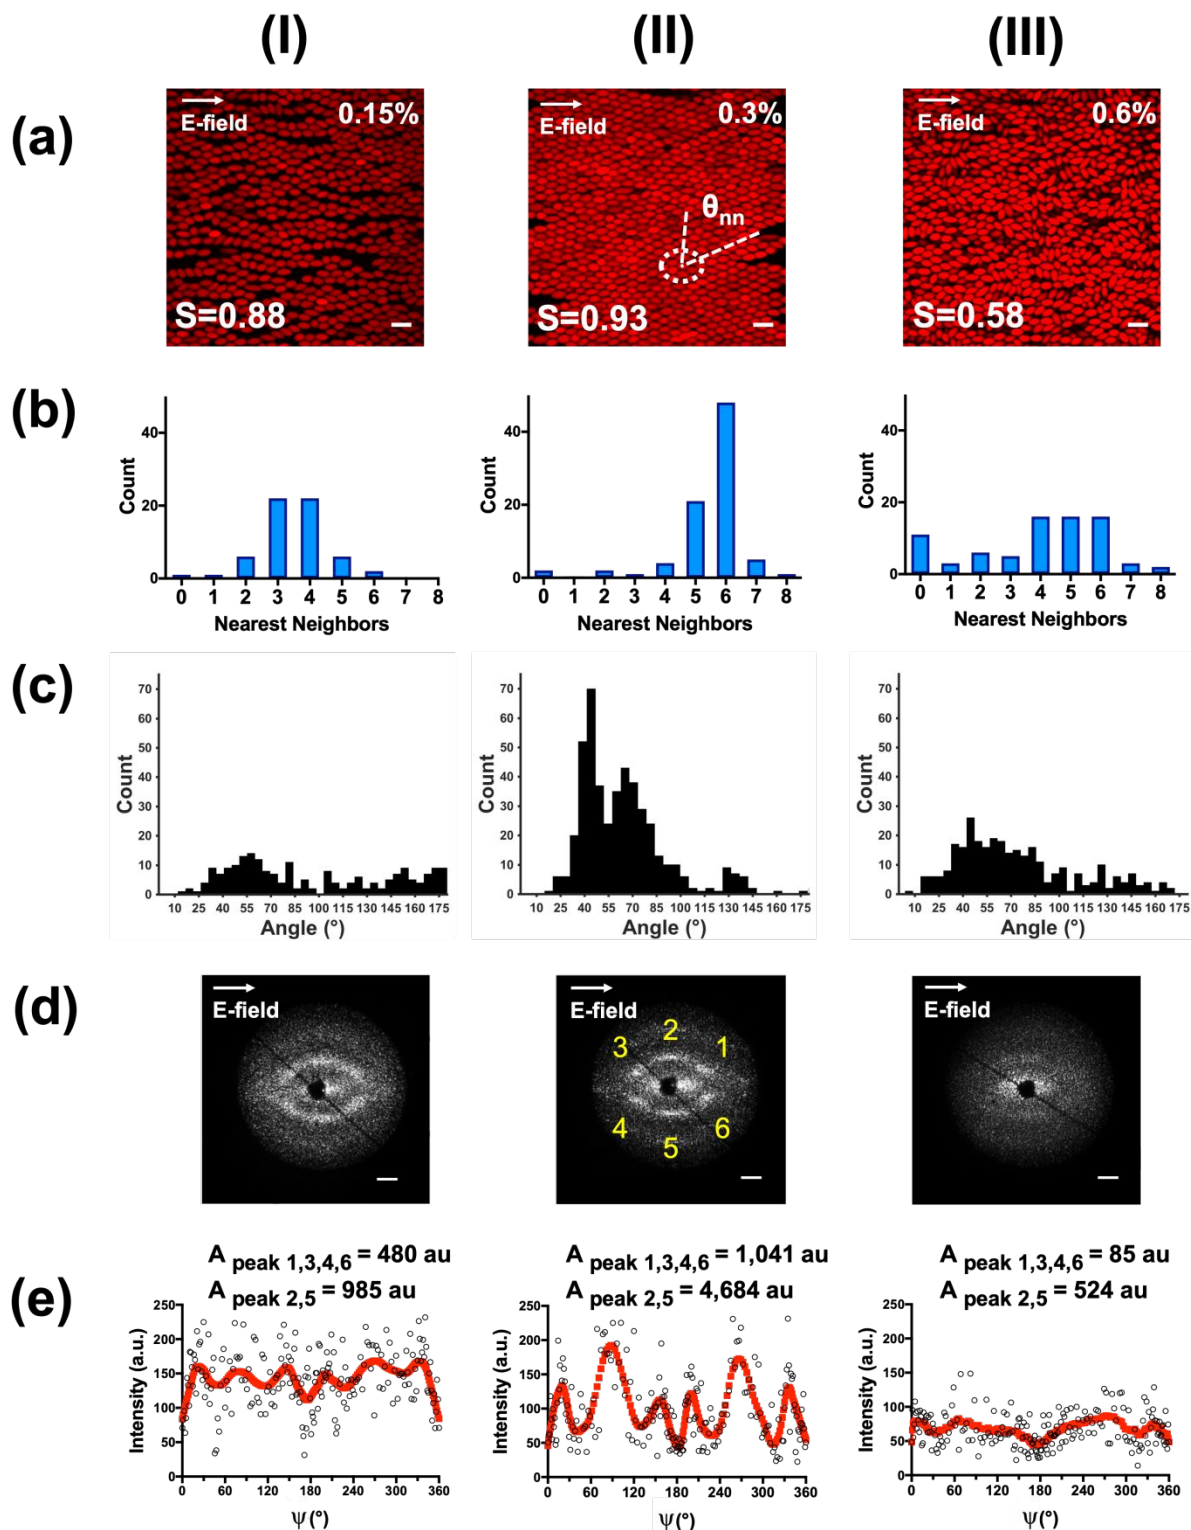 (I) (II) (III)
(a)
E-field 0.15% E-field 0.3% E-field 0.6%
θnn
S=0.88 S=0.93 S=0.58
(b)
Count Count Count
40 40 40
20 20 20
0 0 0
0 1 2 3 4 5 6 7 8 0 1 2 3 4 5 6 7 8 0 1 2 3 4 5 6 7 8
Nearest Neighbors Nearest Neighbors Nearest Neighbors
(c)
Count Count Count
70 70 70
60 60 60
50 50 50
40 40 40
30 30 30
20 20 20
10 10 10
0 0 0
10 25 40 55 70 85 100 115 130 145 160 175 10 25 40 55 70 85 100 115 130 145 160 175 10 25 40 55 70 85 100 115 130 145 160 175
Angle (°) Angle (°) Angle (°)
(d)
E-field E-field E-field
3 2 1
4 5 6
(e)
A peak 1,3,4,6 = 480 au A peak 1,3,4,6 = 1,041 au A peak 1,3,4,6 = 85 au
A peak 2,5 = 985 au A peak 2,5 = 4,684 au A peak 2,5 = 524 au
Intensity (a.u.) Intensity (a.u.) Intensity (a.u.)
250 250 250
200 200 200
150 150 150
100 100 100
50 50 50
0 0 0
0 60 120 180 240 300 360 0 60 120 180 240 300 360 0 60 120 180 240 300 360
Ψ(°) Ψ(°) Ψ(°)